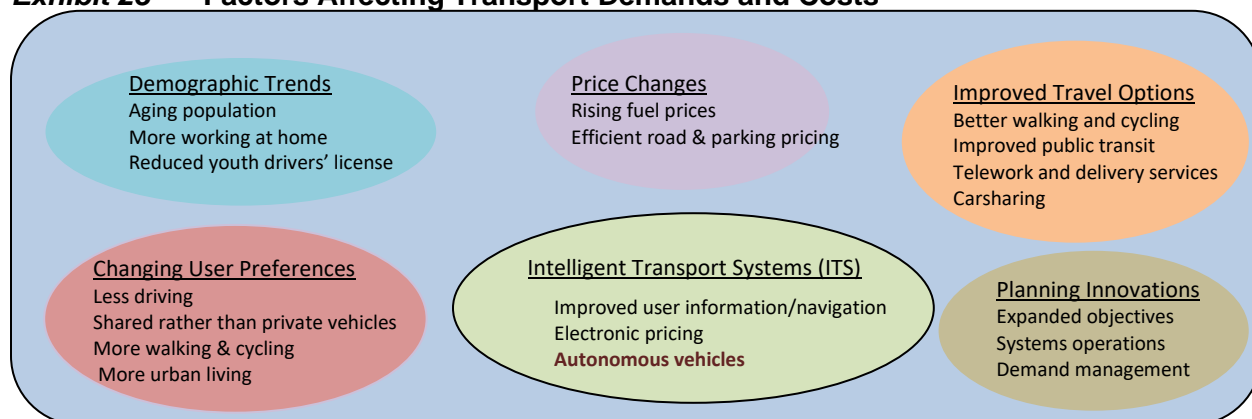 Exhibit 23 Factors Affecting Transport Demands and Costs
Demographic Trends
Aging population
More working at home
Reduced youth drivers’ license
Price Changes
Rising fuel prices
Efficient road & parking pricing
Improved Travel Options
Better walking and cycling
Improved public transit
Telework and delivery services
Carsharing
Changing User Preferences
Less driving
Shared rather than private vehicles
More walking & cycling
More urban living
Intelligent Transport Systems (ITS)
Improved user information/navigation
Electronic pricing
Autonomous vehicles
Planning Innovations
Expanded objectives
Systems operations
Demand management